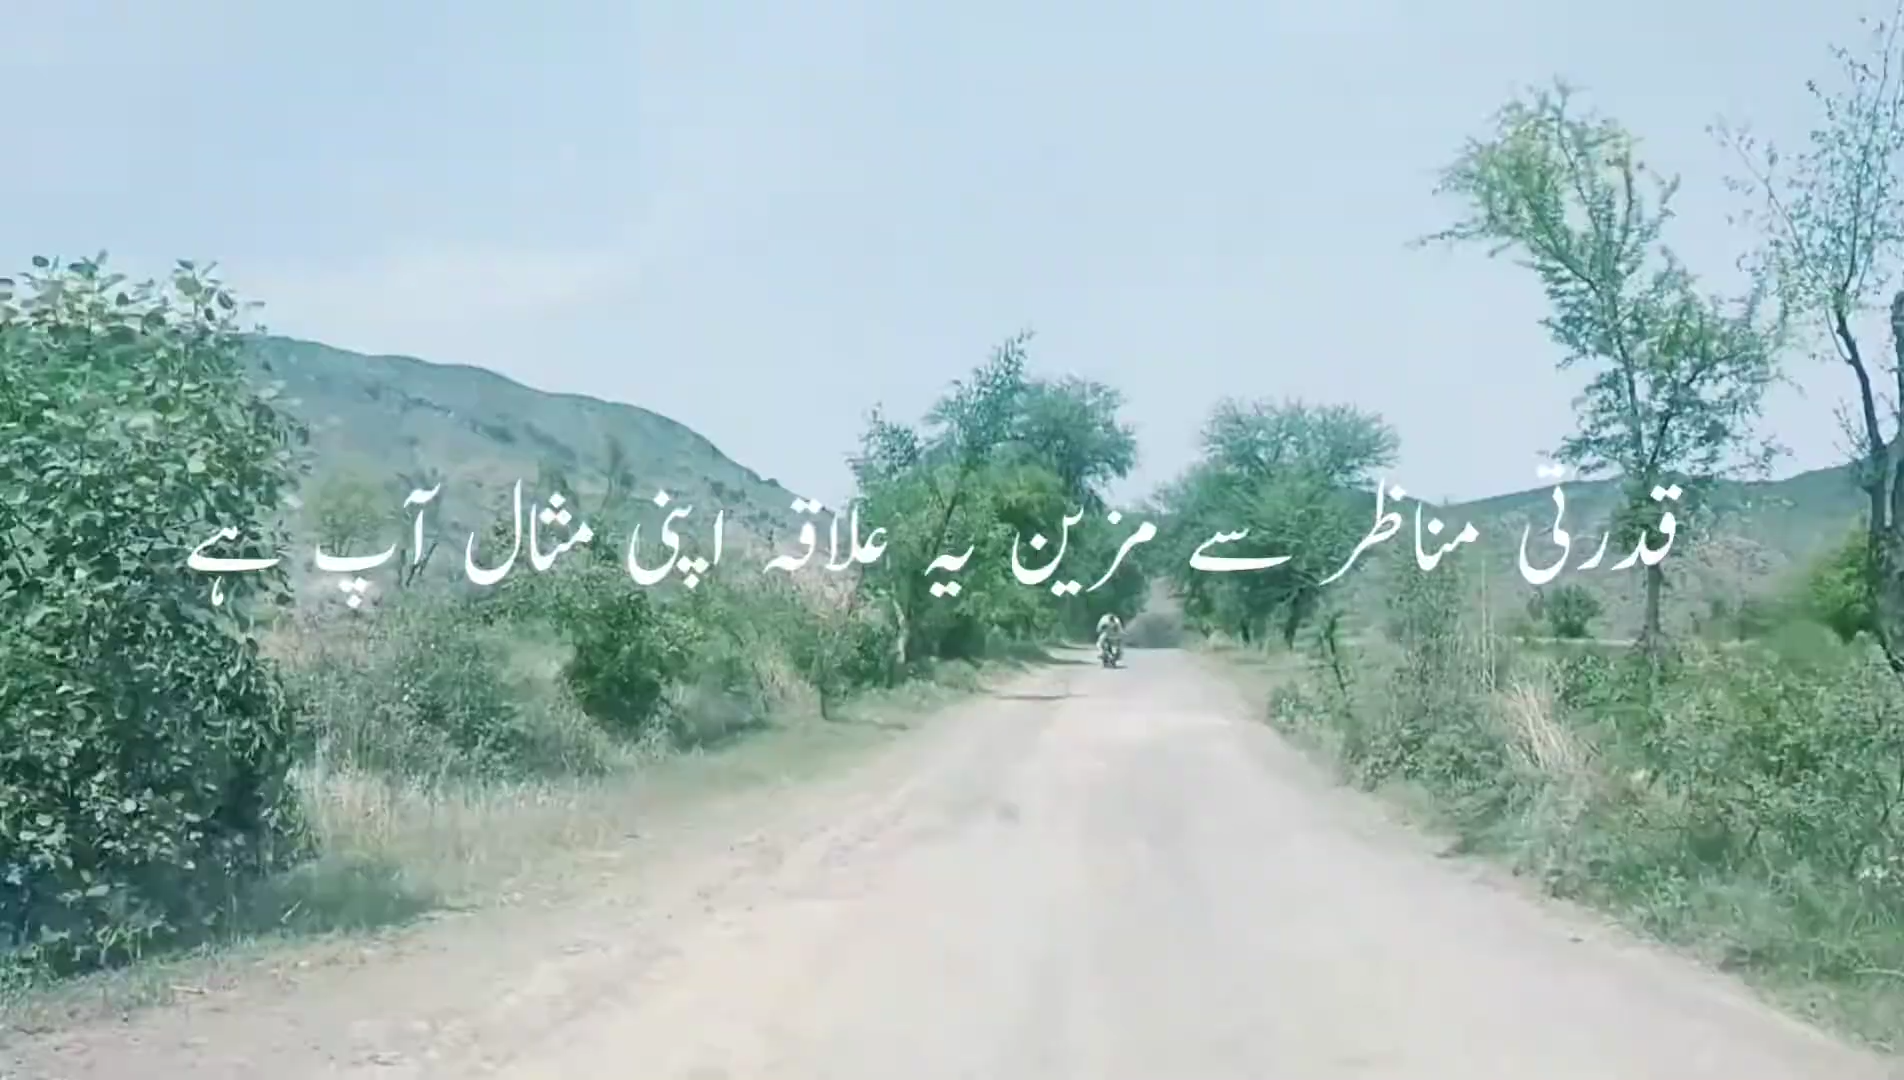 قدرتی مناظر سے مزین یہ علاقہ اپنی مثال آپ ہے